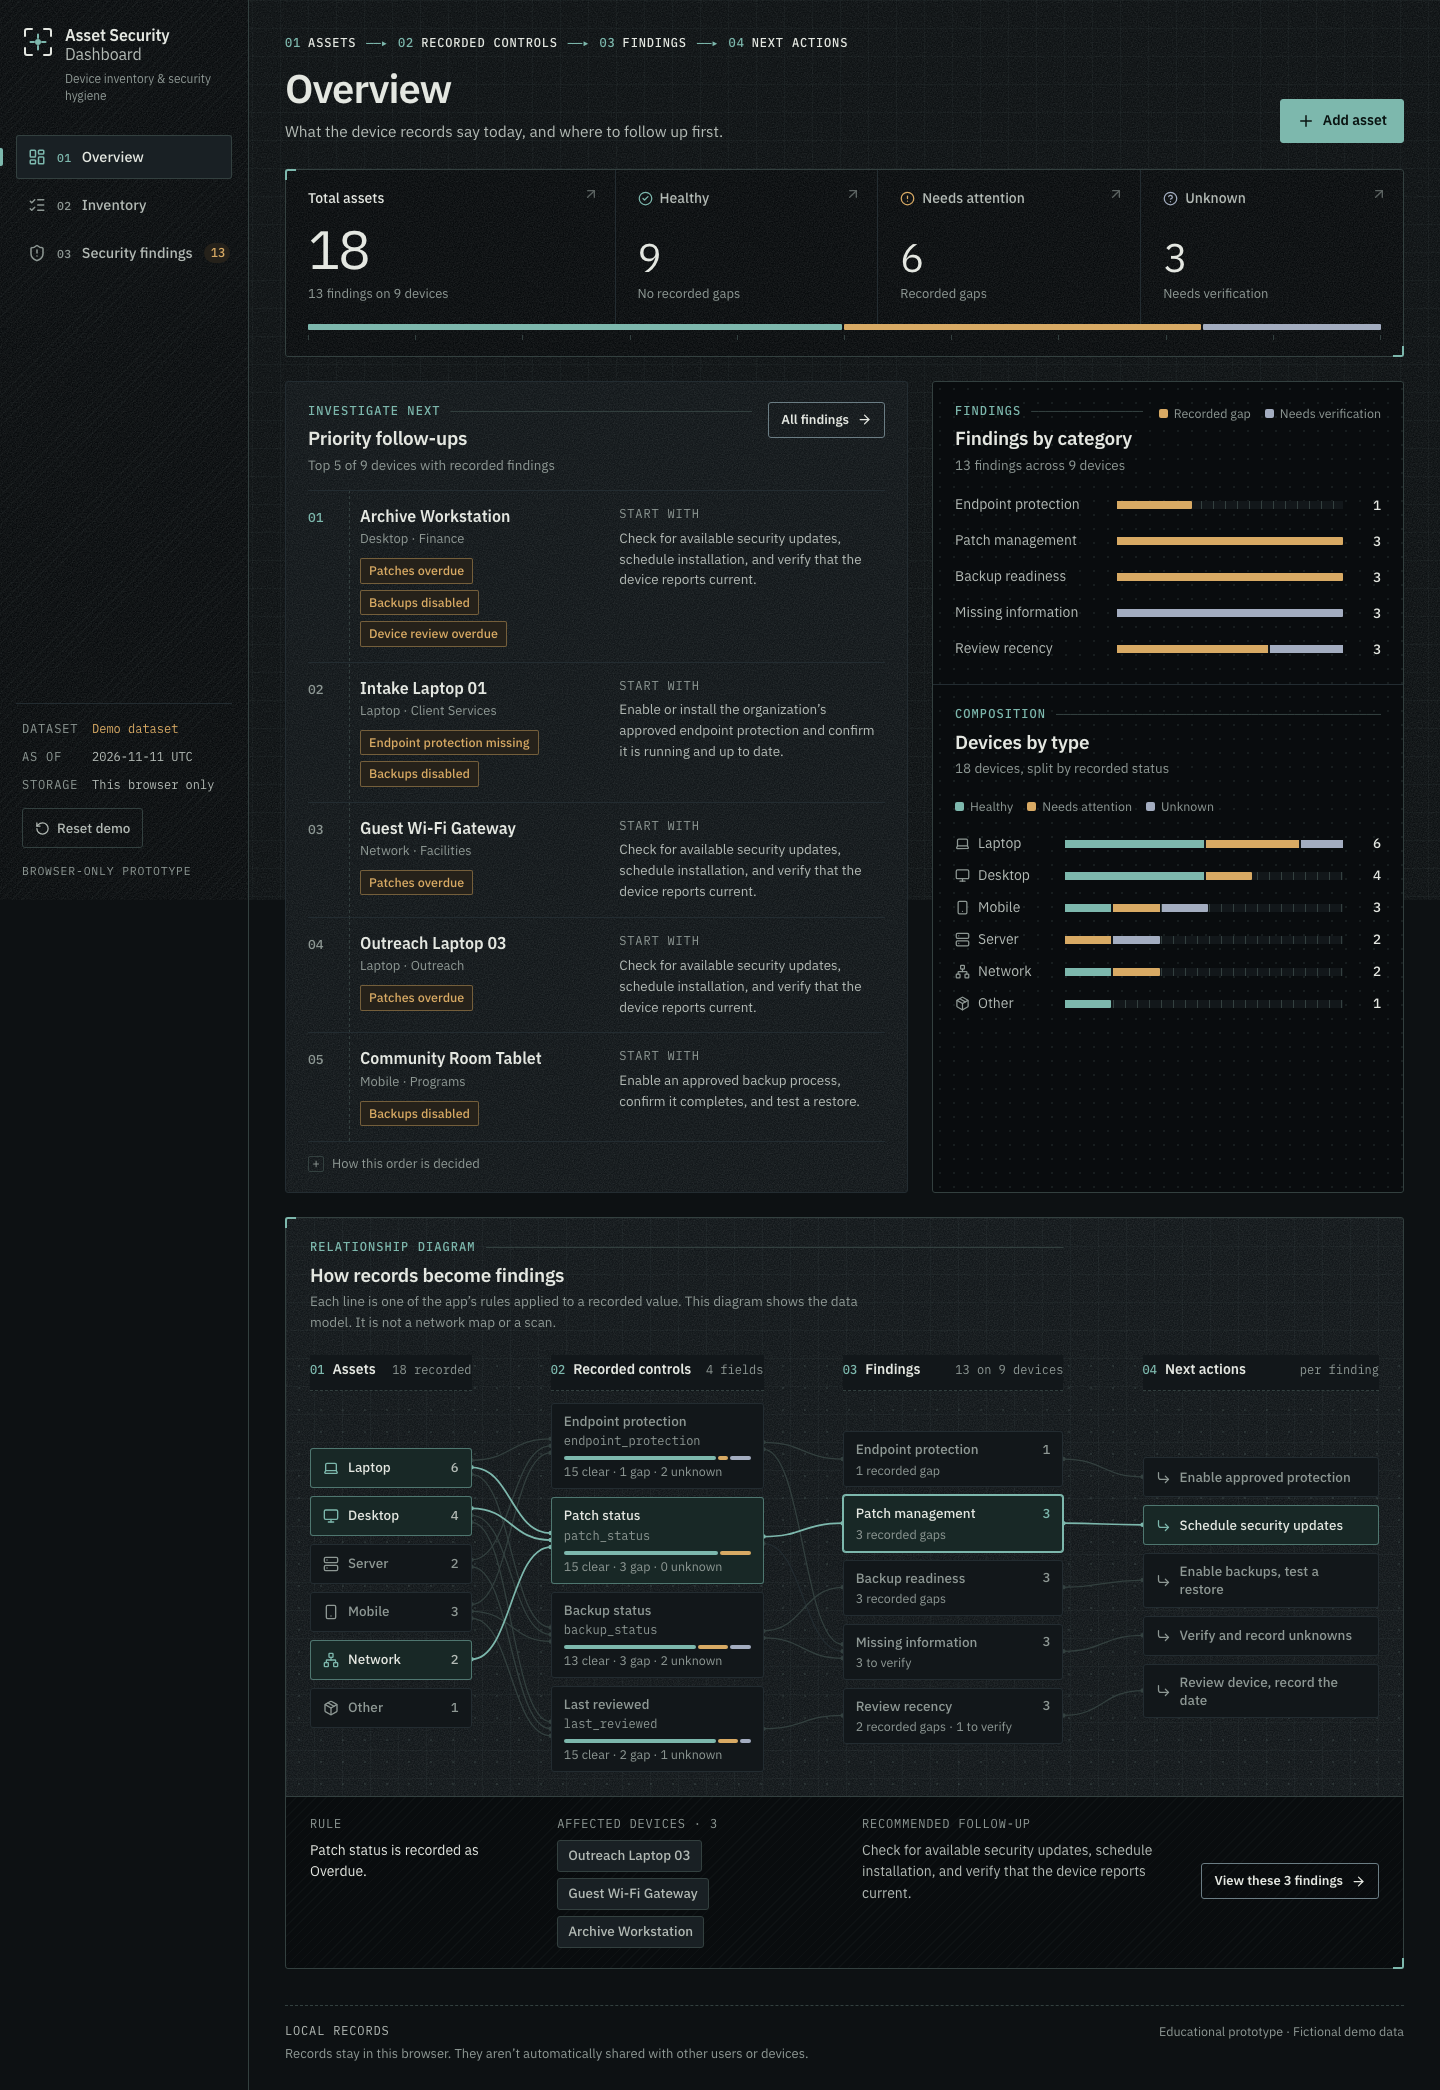 Asset Security
Dashboard
Device inventory & security
hygiene
01 Overview
02 Inventory
03 Security findings 13
DATASET Demo dataset
AS OF 2026-11-11 UTC
STORAGE This browser only
Reset demo
BROWSER-ONLY PROTOTYPE
01 ASSETS 02 RECORDED CONTROLS 03 FINDINGS 04 NEXT ACTIONS
Overview
What the device records say today, and where to follow up first.
Add asset
Total assets
18
13 findings on 9 devices
Healthy
9
No recorded gaps
Needs attention
6
Recorded gaps
Unknown
3
Needs verification
INVESTIGATE NEXT
Priority follow-ups
Top 5 of 9 devices with recorded findings
All findings
01 Archive Workstation
Desktop · Finance
Patches overdue
Backups disabled
Device review overdue
START WITH
Check for available security updates,
schedule installation, and verify that the
device reports current.
02 Intake Laptop 01
Laptop · Client Services
Endpoint protection missing
Backups disabled
START WITH
Enable or install the organization’s
approved endpoint protection and confirm
it is running and up to date.
03 Guest Wi-Fi Gateway
Network · Facilities
Patches overdue
START WITH
Check for available security updates,
schedule installation, and verify that the
device reports current.
04 Outreach Laptop 03
Laptop · Outreach
Patches overdue
START WITH
Check for available security updates,
schedule installation, and verify that the
device reports current.
05 Community Room Tablet
Mobile · Programs
Backups disabled
START WITH
Enable an approved backup process,
confirm it completes, and test a restore.
+ How this order is decided
FINDINGS
Recorded gap Needs verification
Findings by category
13 findings across 9 devices
Endpoint protection 1
Patch management 3
Backup readiness 3
Missing information 3
Review recency 3
COMPOSITION
Devices by type
18 devices, split by recorded status
Healthy Needs attention Unknown
Laptop 6
Desktop 4
Mobile 3
Server 2
Network 2
Other 1
RELATIONSHIP DIAGRAM
How records become findings
Each line is one of the app’s rules applied to a recorded value. This diagram shows the data
model. It is not a network map or a scan.
01 Assets 18 recorded
Laptop 6
Desktop 4
Server 2
Mobile 3
Network 2
Other 1
02 Recorded controls 4 fields
Endpoint protection
endpoint_protection
15 clear · 1 gap · 2 unknown
Patch status
patch_status
15 clear · 3 gap · 0 unknown
Backup status
backup_status
13 clear · 3 gap · 2 unknown
Last reviewed
last_reviewed
15 clear · 2 gap · 1 unknown
03 Findings 13 on 9 devices
Endpoint protection 1
1 recorded gap
Patch management 3
3 recorded gaps
Backup readiness 3
3 recorded gaps
Missing information 3
3 to verify
Review recency 3
2 recorded gaps · 1 to verify
04 Next actions per finding
Enable approved protection
Schedule security updates
Enable backups, test a
restore
Verify and record unknowns
Review device, record the
date
RULE
Patch status is recorded as
Overdue.
AFFECTED DEVICES · 3
Outreach Laptop 03
Guest Wi-Fi Gateway
Archive Workstation
RECOMMENDED FOLLOW-UP
Check for available security updates, schedule
installation, and verify that the device reports
current.
View these 3 findings
LOCAL RECORDS
Records stay in this browser. They aren’t automatically shared with other users or devices.
Educational prototype · Fictional demo data